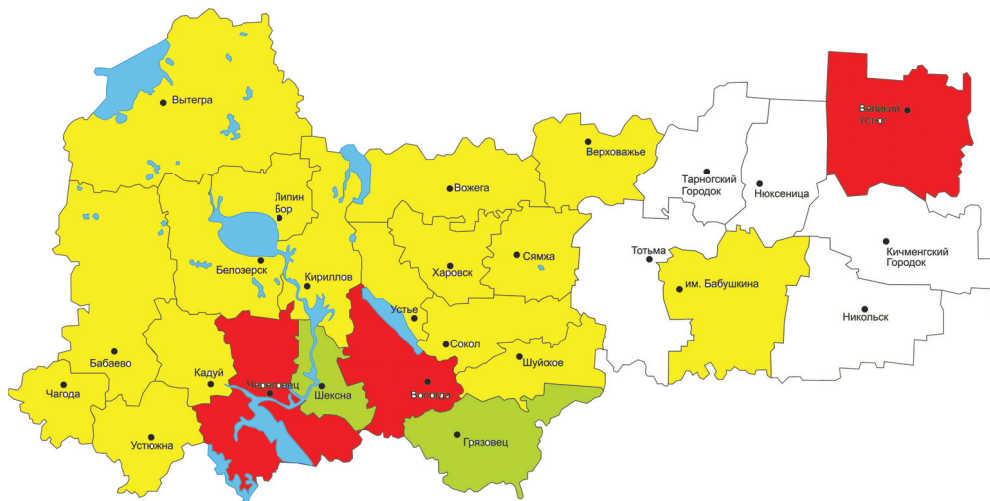 Вытегра
Великий
Устюг
Верховажье
Тарногский
Городок
Нюксеница
Вожега
Липин
Бор
Тотьма
Кичменгский
Городок
Белозерск
Кириллов
Харовск
Сямжа
им. Бабушкина
Никольск
Устье
Сокол
Шуйское
Бабаево
Кадуй
Чагода
Череповец
Шексна
Вологда
Устюжна
Грязовец